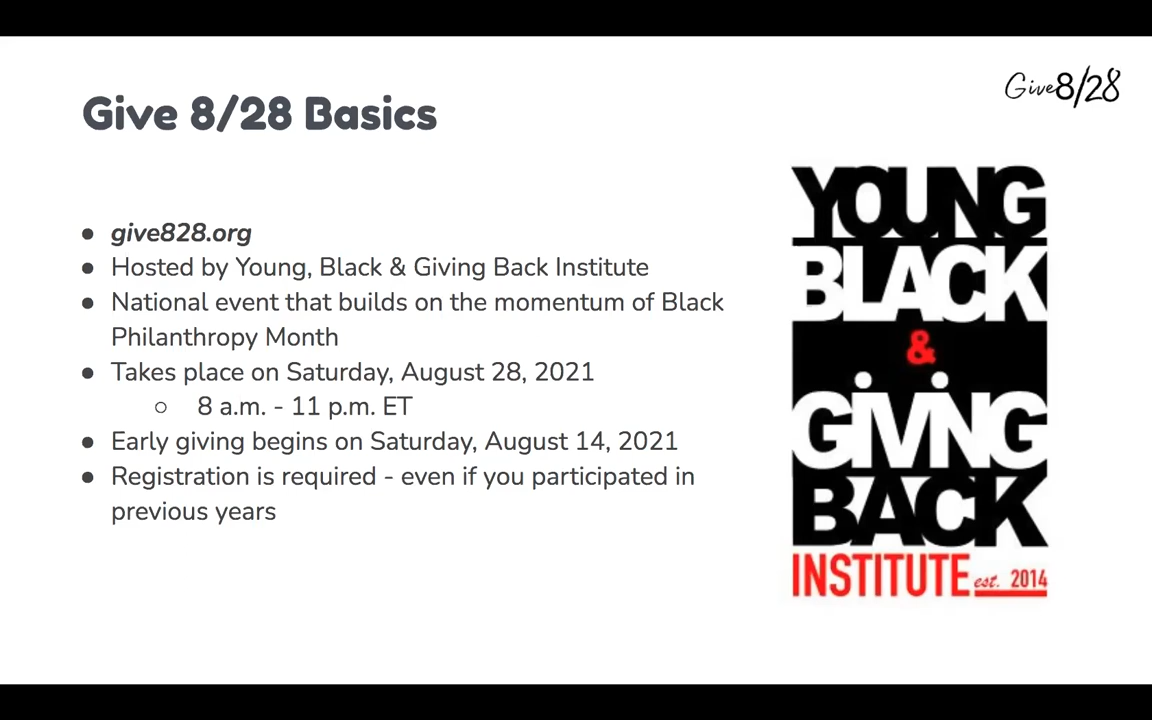 Give8/28
Give 8/28 Basics
● give828.org
● Hosted by Young, Black & Giving Back Institute
● National event that builds on the momentum of Black
Philanthropy Month
● Takes place on Saturday, August 28, 2021
○ 8 a.m. - 11 p.m. ET
● Early giving begins on Saturday, August 14, 2021
● Registration is required - even if you participated in
previous years
YOUNG
BLACK
&
GiViNG
BACK
INSTITUTE est. 2014